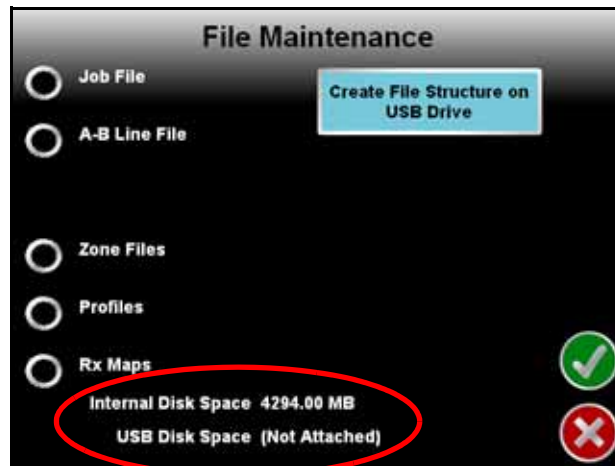 File Maintenance
Job File
Create File Structure on
USB Drive
A-B Line File
Zone Files
Profiles
Rx Maps
Internal Disk Space 4294.00 MB
USB Disk Space (Not Attached)